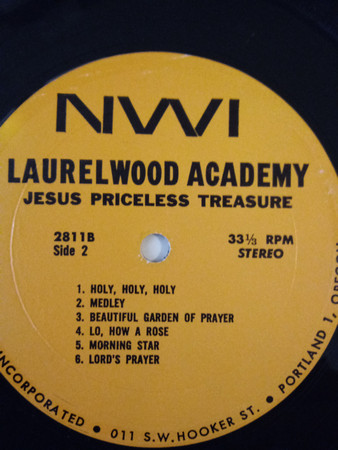 NWI
LAURELWOOD ACADEMY
JESUS PRICELESS TREASURE
2811B
Side 2
33⅓ RPM
STEREO
1. HOLY, HOLY, HOLY
2. MEDLEY
3. BEAUTIFUL GARDEN OF PRAYER
4. LO, HOW A ROSE
5. MORNING STAR
6. LORD'S PRAYER
INCORPORATED • 011 S.W. HOOKER ST. • PORTLAND 1, OREGON